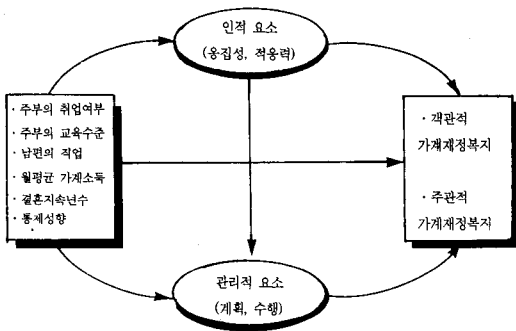 인적 요소
(응집성, 적응력)
· 주부의 취업여부
· 주부의 교육수준
· 남편의 직업
· 월평균 가계소득
· 결혼지속년수
· 통제성향
· 객관적
가계재정복지
· 주관적
가계재정복지
관리적 요소
(계획, 수행)